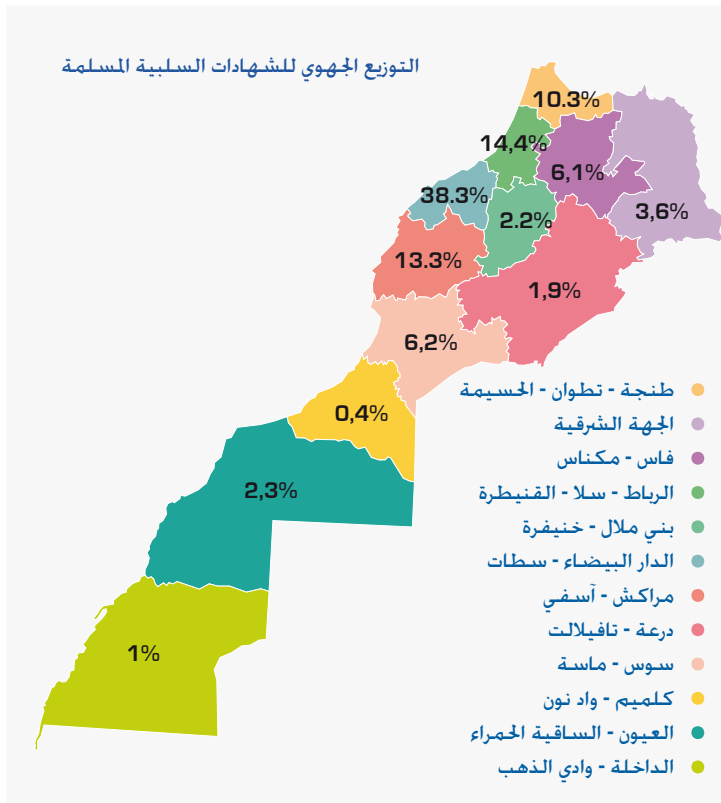 التوزيع الجهوي للشهادات السلبية المسلمة
10.3%
14,4%
6,1%
38.3%
2.2%
3,6%
13.3%
1,9%
6,2%
0,4%
2,3%
1%
طنجة - تطوان - الحسيمة
الجهة الشرقية
فاس - مكناس
الرباط - سلا - القنيطرة
بني ملال - خنيفرة
الدار البيضاء - سطات
مراكش - آسفي
درعة - تافيلالت
سوس - ماسة
كلميم - واد نون
العيون - الساقية الحمراء
الداخلة - وادي الذهب